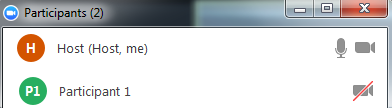 Participants (2)
H Host (Host, me)
P1 Participant 1